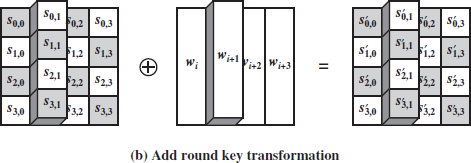 s0,0 s0,1 s0,2 s0,3 s′0,0 s′0,1 s′0,2 s′0,3
s1,0 s1,1 s1,2 s1,3 ⊕ wi wi+1 wi+2 wi+3 = s′1,0 s′1,1 s′1,2 s′1,3
s2,0 s2,1 s2,2 s2,3 s′2,0 s′2,1 s′2,2 s′2,3
s3,0 s3,1 s3,2 s3,3 s′3,0 s′3,1 s′3,2 s′3,3
(b) Add round key transformation